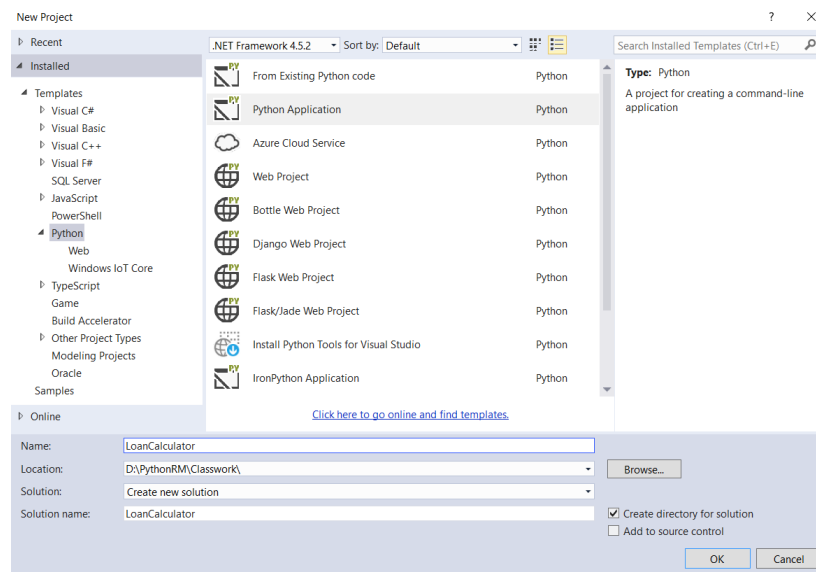 New Project
?
Recent
Installed
Templates
Visual C#
Visual Basic
Visual C++
Visual F#
SQL Server
JavaScript
PowerShell
Python
Web
Windows IoT Core
TypeScript
Game
Build Accelerator
Other Project Types
Modeling Projects
Oracle
Samples
Online
.NET Framework 4.5.2 Sort by: Default
From Existing Python code Python
Python Application Python
Azure Cloud Service Python
Web Project Python
Bottle Web Project Python
Django Web Project Python
Flask Web Project Python
Flask/Jade Web Project Python
Install Python Tools for Visual Studio Python
IronPython Application Python
Click here to go online and find templates.
Search Installed Templates (Ctrl+E)
Type: Python
A project for creating a command-line
application
Name: LoanCalculator
Location: D:\PythonRM\Classwork\ Browse...
Solution: Create new solution
Solution name: LoanCalculator Create directory for solution
Add to source control
OK Cancel